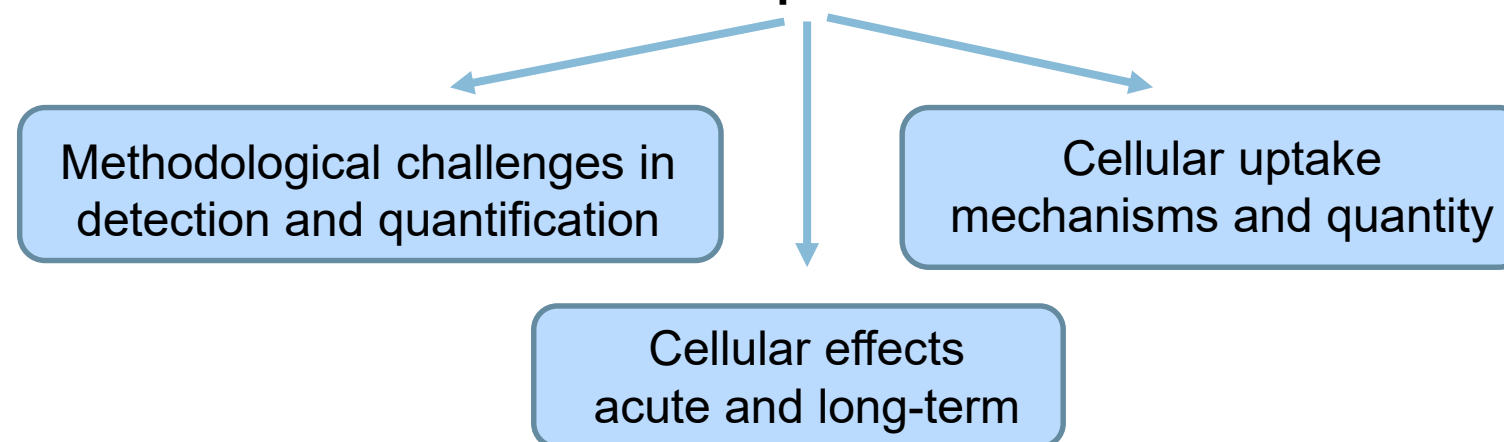 Methodological challenges in
detection and quantification
Cellular uptake
mechanisms and quantity
Cellular effects
acute and long-term